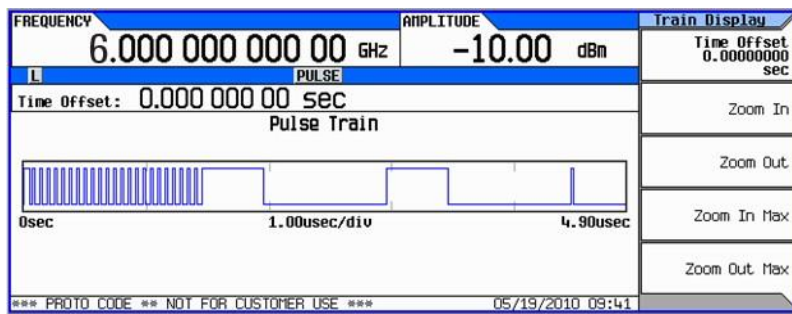 FREQUENCY
AMPLITUDE
6.000 000 000 00 GHz
-10.00 dBm
L
PULSE
Time Offset: 0.000 000 00 sec
Pulse Train
0sec
1.00usec/div
4.90usec
*** PROTO CODE ** NOT FOR CUSTOMER USE ***
05/19/2010 09:41
Train Display
Time Offset
0.00000000
sec
Zoom In
Zoom Out
Zoom In Max
Zoom Out Max